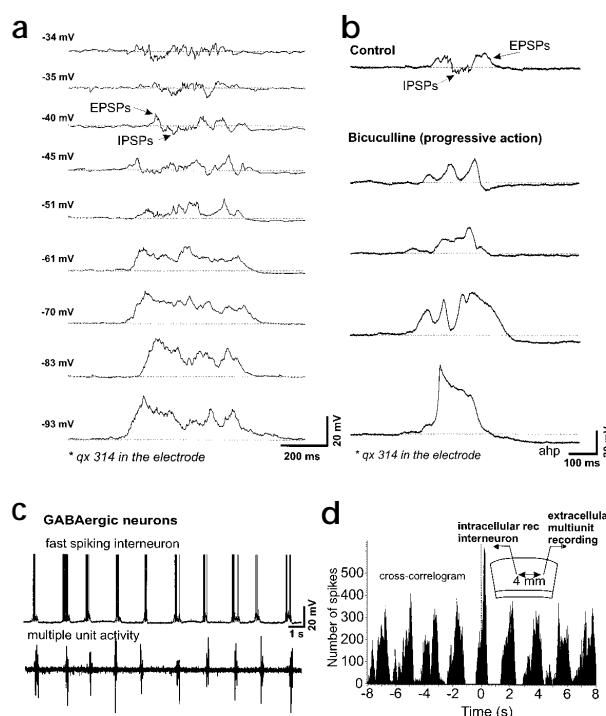 a
-34 mV
-35 mV
-40 mV
EPSPs
IPSPs
-45 mV
-51 mV
-61 mV
-70 mV
-83 mV
-93 mV
20 mV
200 ms
* qx 314 in the electrode
b
Control
EPSPs
IPSPs
Bicuculline (progressive action)
ahp
20 mV
100 ms
* qx 314 in the electrode
c
GABAergic neurons
fast spiking interneuron
20 mV
1 s
multiple unit activity
d
intracellular rec
interneuron
extracellular
multiunit
recording
4 mm
cross-correlogram
Number of spikes
500
400
300
200
100
0
-8 -6 -4 -2 0 2 4 6 8
Time (s)